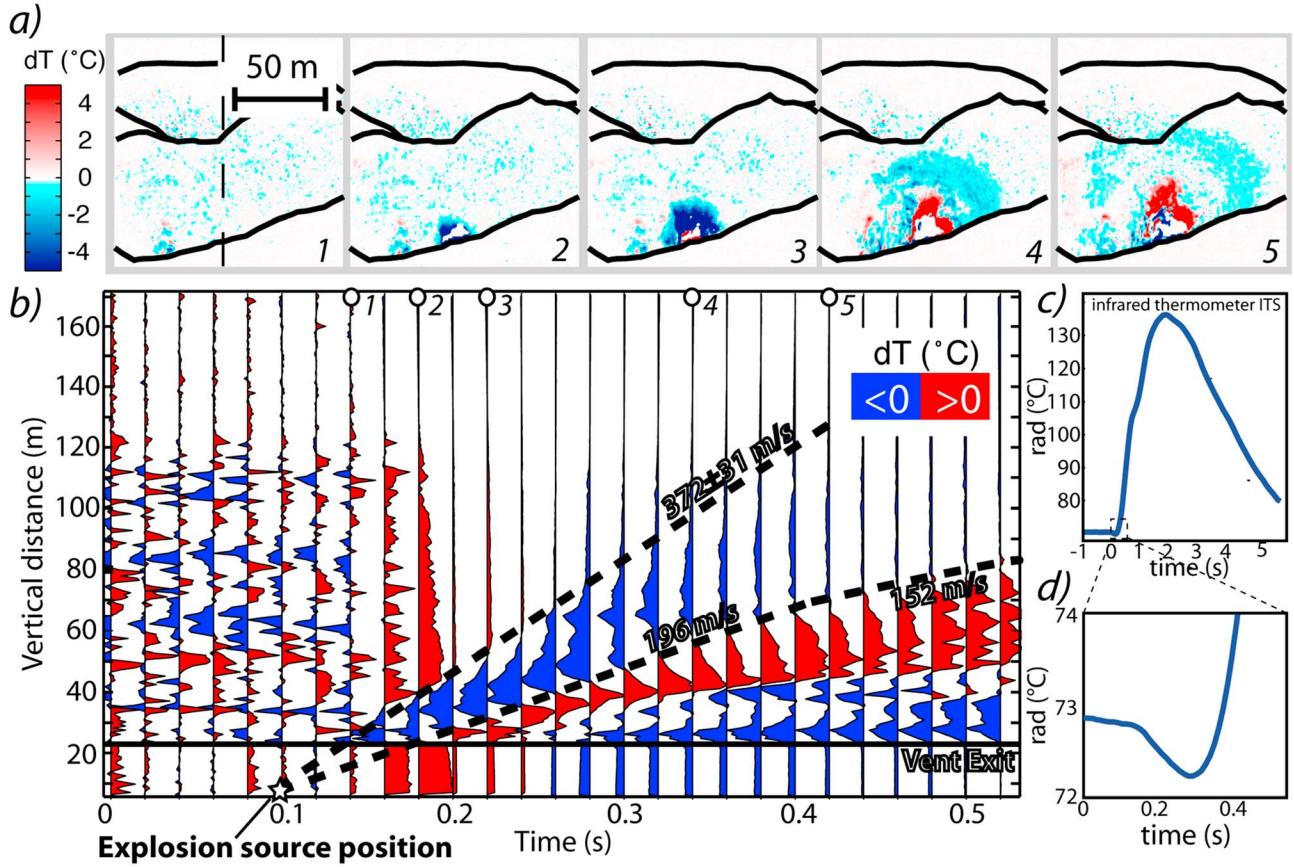 a)
dT (˚C)
4
2
0
-2
-4
50 m
1
2
3
4
5
b)
1
2
3
4
5
160
140
120
100
80
60
40
20
Vertical distance (m)
dT (˚C)
<0
>0
372±31 m/s
196 m/s
152 m/s
Vent Exit
0
0.1
0.2
0.3
0.4
0.5
Time (s)
Explosion source position
c)
infrared thermometer ITS
130
120
110
100
90
80
rad (°C)
-1
0
1
2
3
4
5
time (s)
d)
74
73
72
rad (°C)
0
0.2
0.4
time (s)